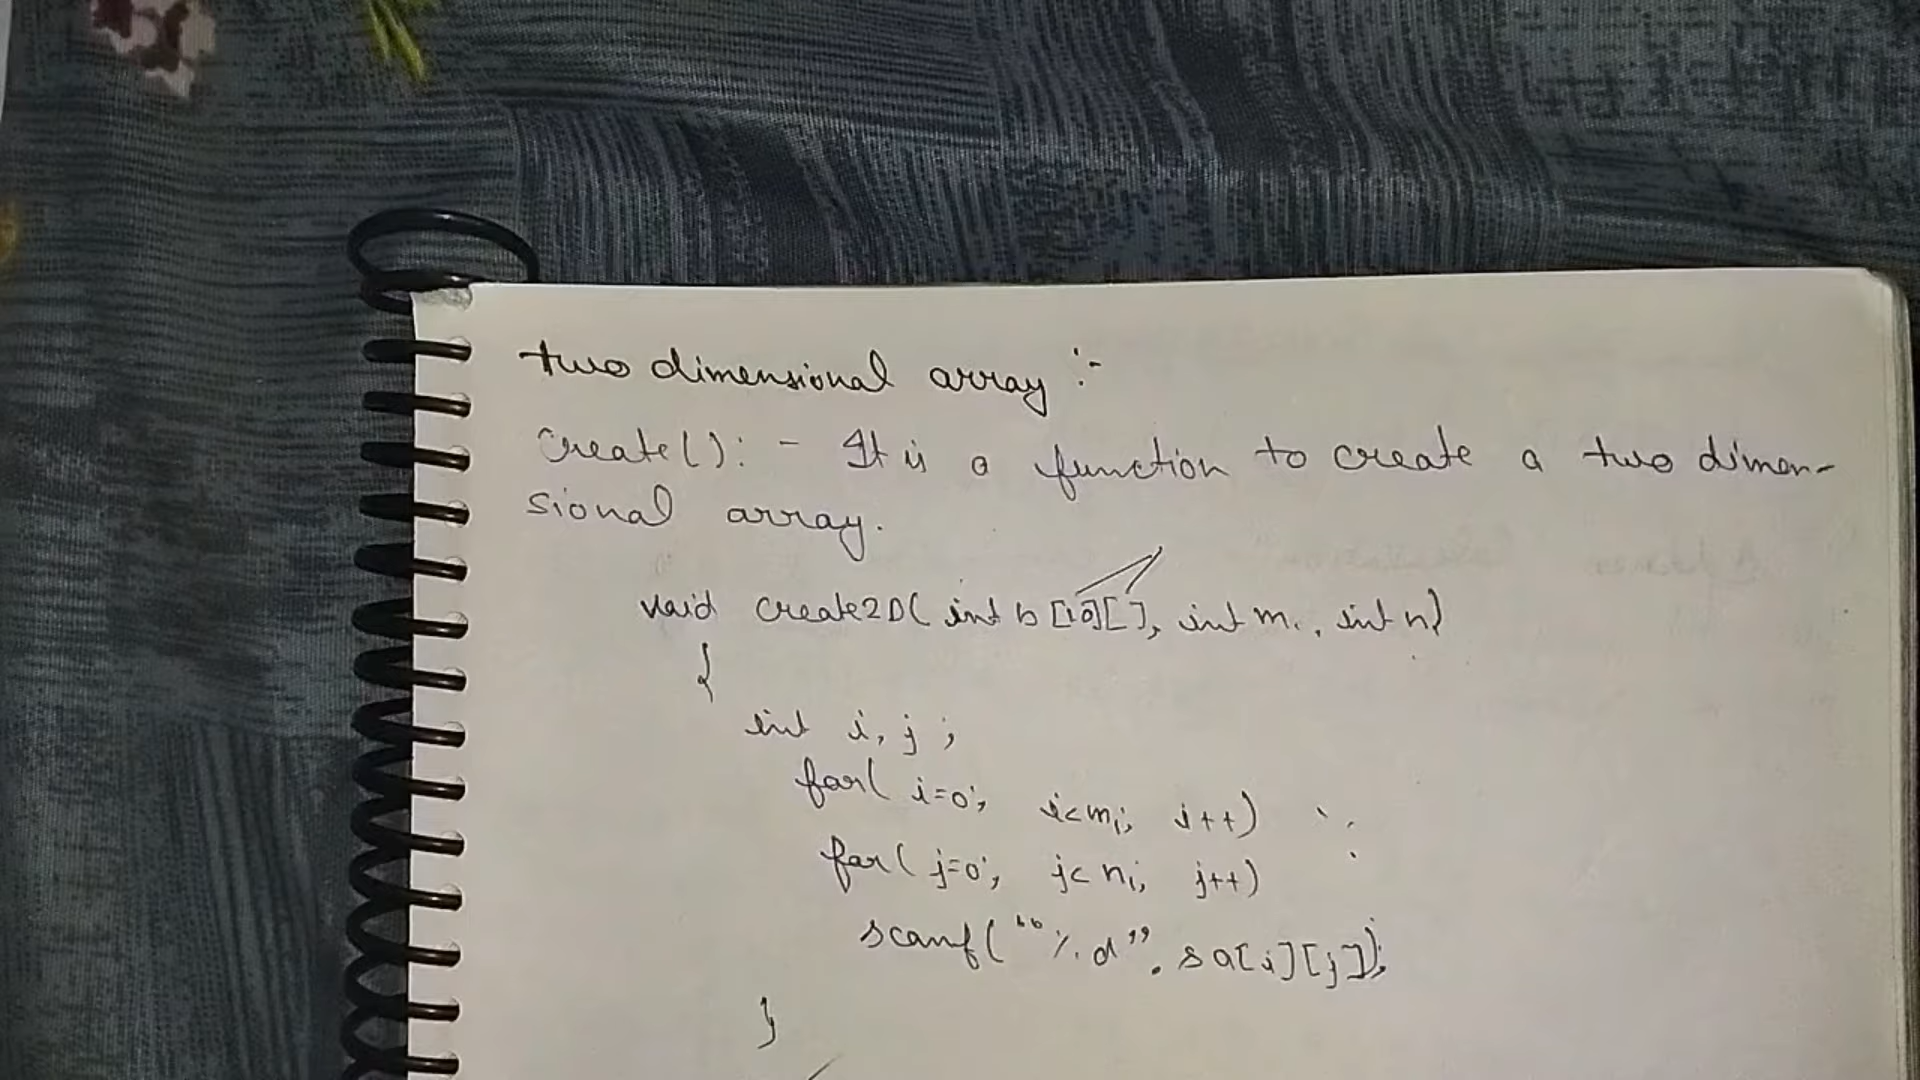 two dimensional array :-
Create(): - It is a function to create a two dimen-
sional array.
void Create2D( int b [10][ ], int m, int n)
{
int i, j ;
for( i=0; i<m; i++)
for( j=0; j<n; j++)
scanf( "%d", &a[i][j]);
}